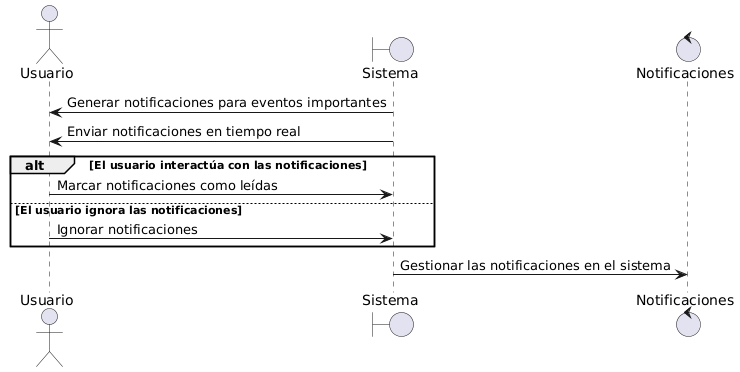 Usuario
Sistema
Notificaciones
Generar notificaciones para eventos importantes
Enviar notificaciones en tiempo real
alt
[El usuario interactúa con las notificaciones]
Marcar notificaciones como leídas
[El usuario ignora las notificaciones]
Ignorar notificaciones
Gestionar las notificaciones en el sistema
Usuario
Sistema
Notificaciones